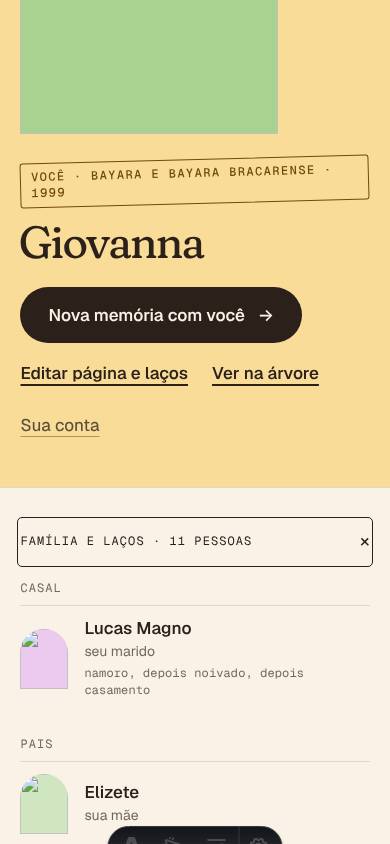 VOCÊ · BAYARA E BAYARA BRACARENSE ·
1999
Giovanna
Nova memória com você →
Editar página e laços
Ver na árvore
Sua conta
FAMÍLIA E LAÇOS · 11 PESSOAS ×
CASAL
Lucas Magno
seu marido
namoro, depois noivado, depois
casamento
PAIS
Elizete
sua mãe